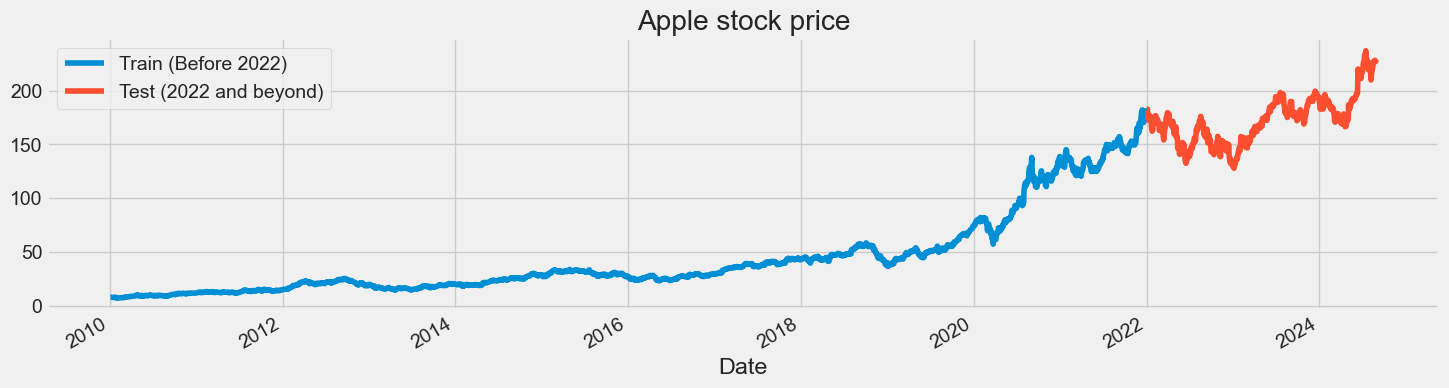 Apple stock price
Train (Before 2022)
Test (2022 and beyond)
200
150
100
50
0
2010 2012 2014 2016 2018 2020 2022 2024
Date